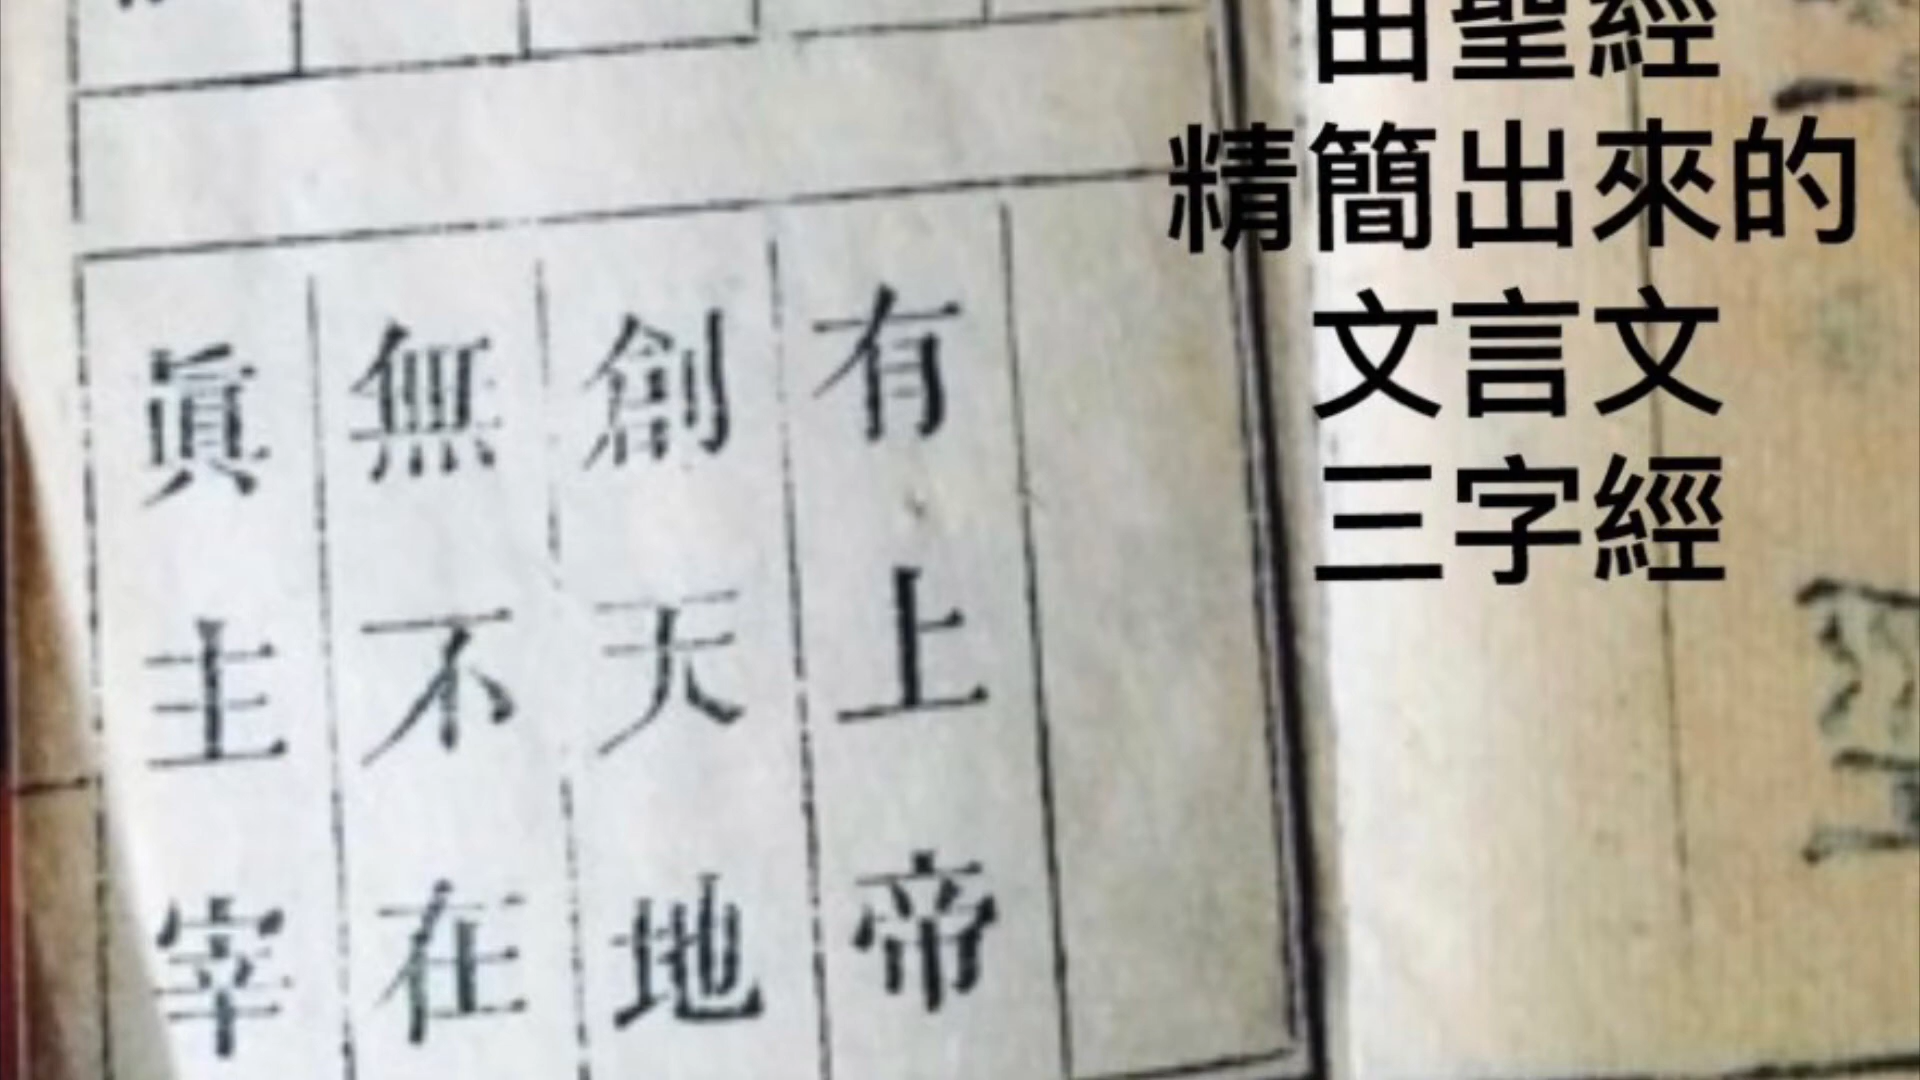 由聖經
精簡出來的
文言文
三字經
有上帝
創天地
無不在
眞主宰